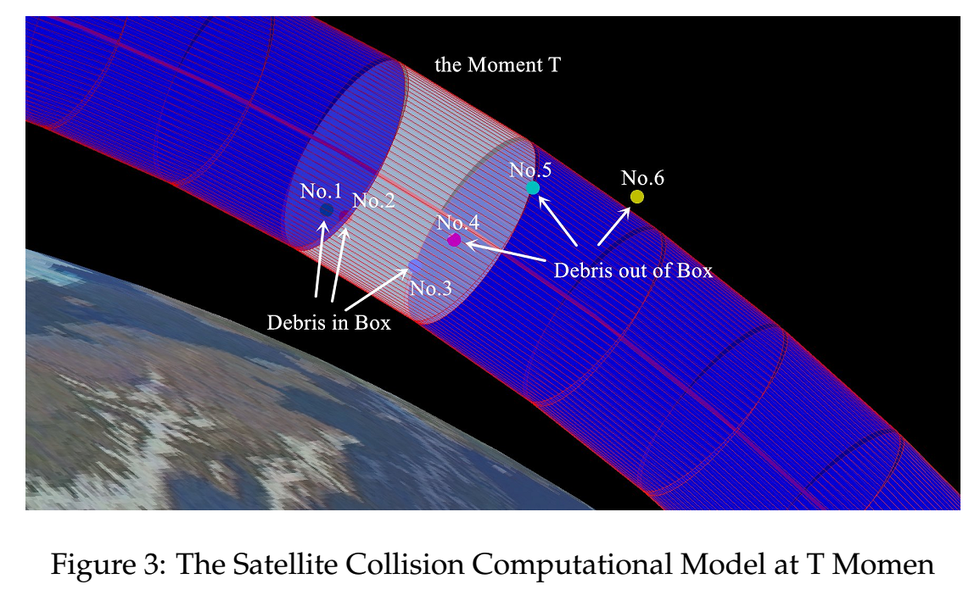 the Moment T
No.5
No.6
No.1
No.2
No.4
Debris out of Box
No.3
Debris in Box
Figure 3: The Satellite Collision Computational Model at T Momen